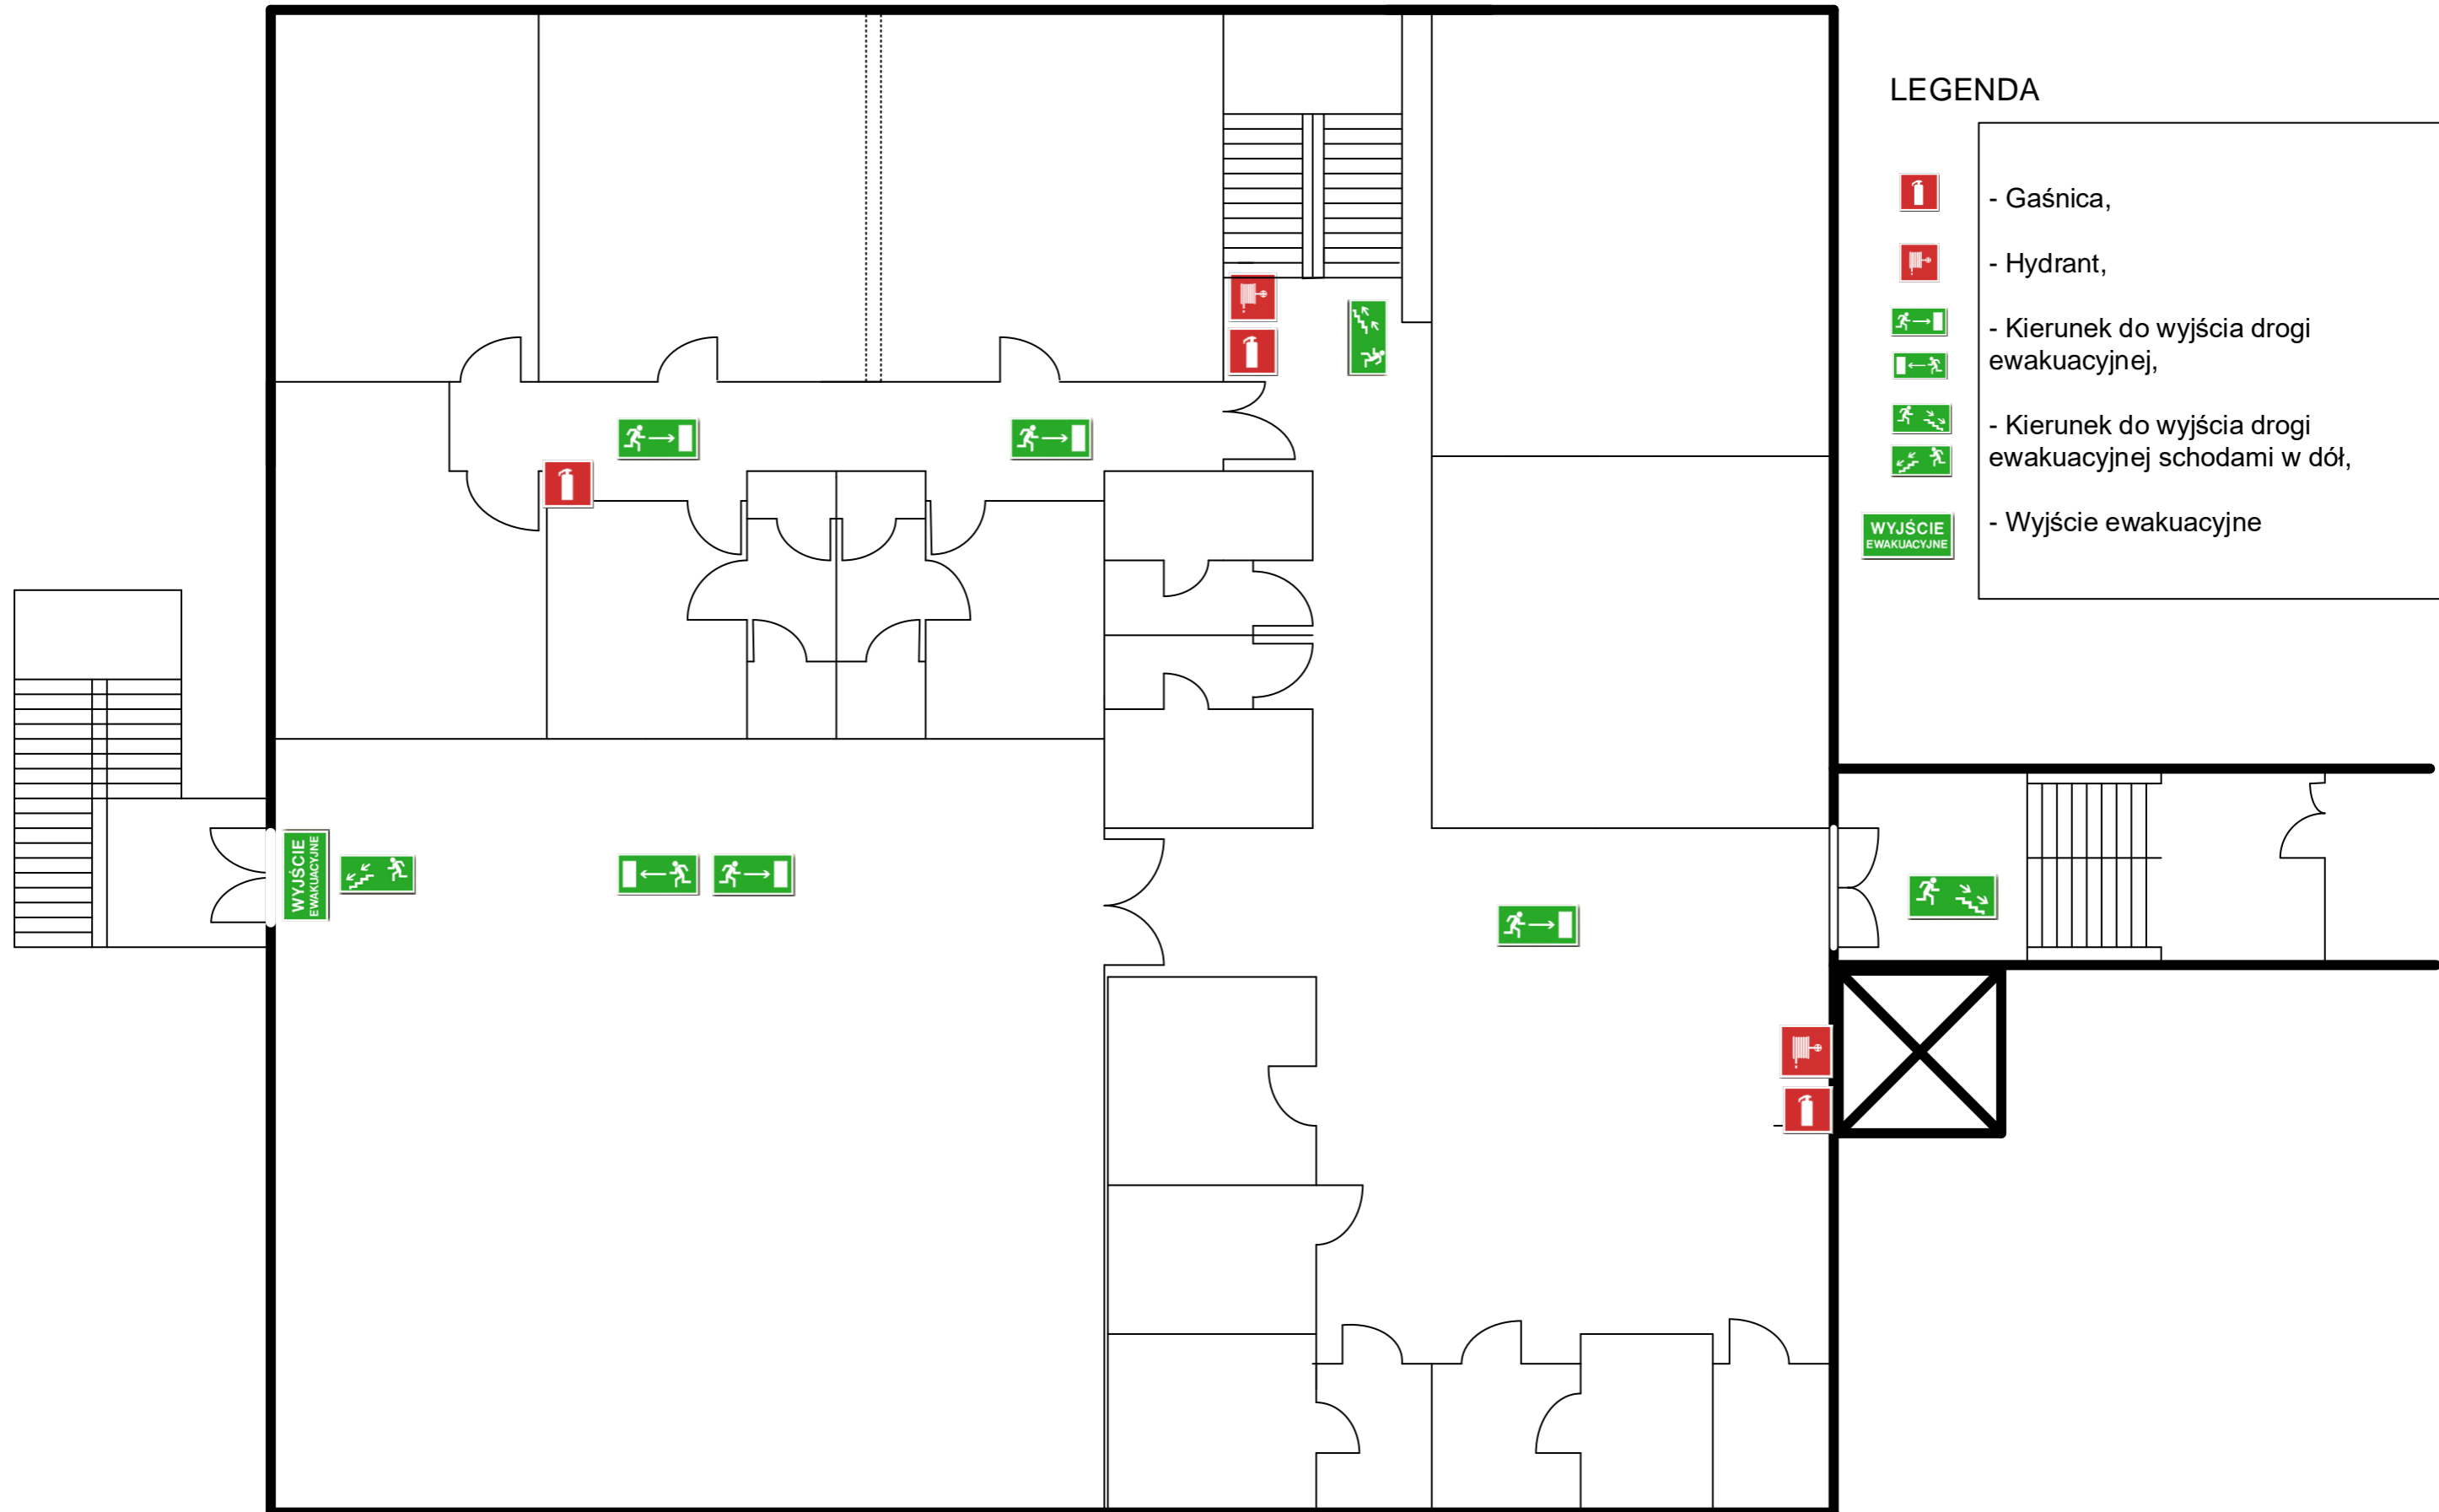 LEGENDA
- Gaśnica,
- Hydrant,
- Kierunek do wyjścia drogi
ewakuacyjnej,
- Kierunek do wyjścia drogi
ewakuacyjnej schodami w dół,
WYJŚCIE
EWAKUACYJNE
- Wyjście ewakuacyjne
WYJŚCIE
EWAKUACYJNE